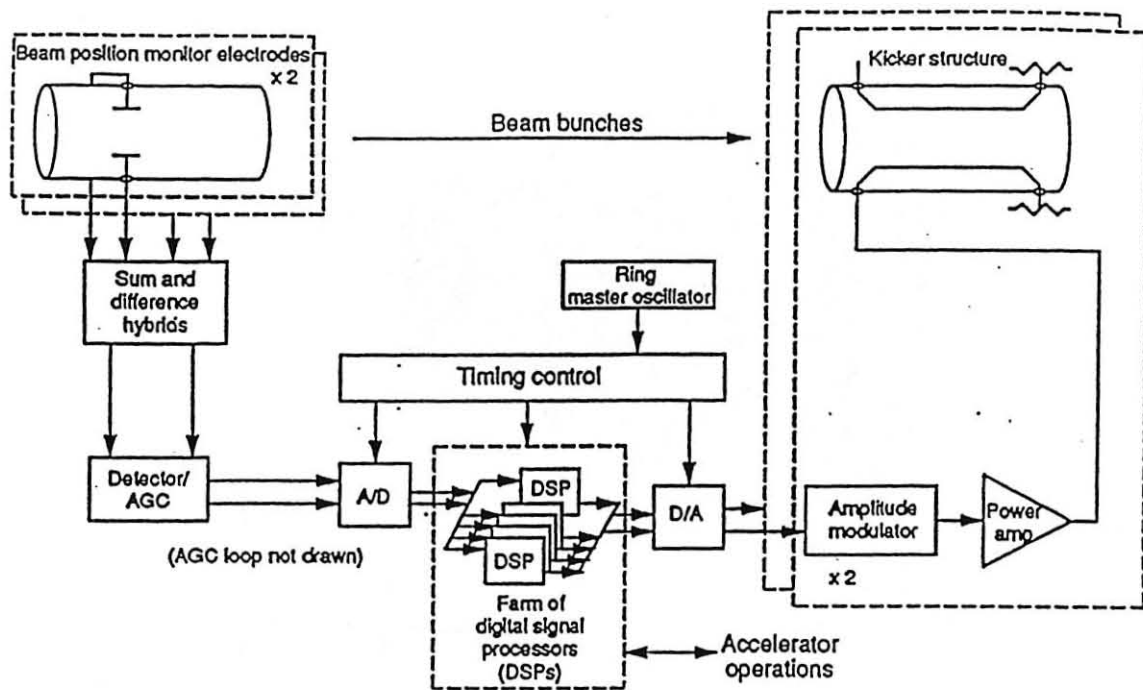 Beam position monitor electrodes
x 2
Kicker structure
Beam bunches
Sum and
difference
hybrids
Ring
master oscillator
Timing control
Detector/
AGC
A/D
DSP
DSP
D/A
Amplitude
modulator
Power
amp
x 2
(AGC loop not drawn)
Farm of
digital signal
processors
(DSPs)
Accelerator
operations